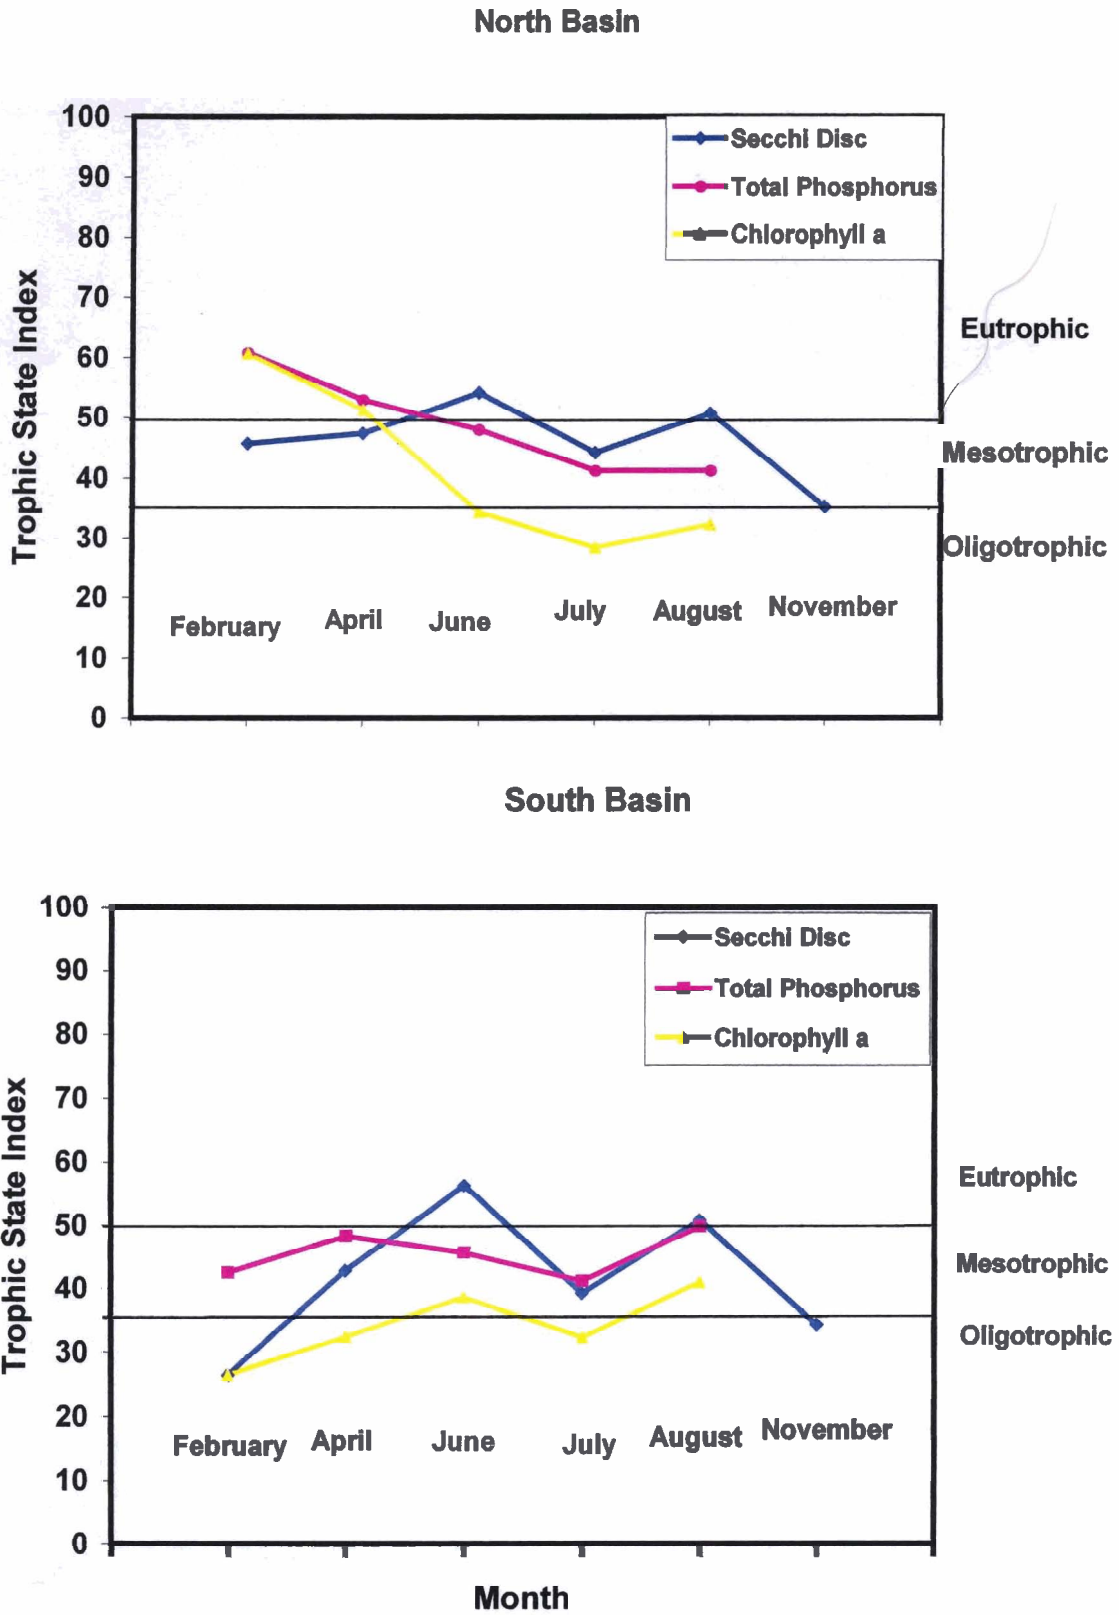 North Basin
100
90
80
70
60
50
40
30
20
10
0
Trophic State Index
Secchi Disc
Total Phosphorus
Chlorophyll a
Eutrophic
Mesotrophic
Oligotrophic
February April June July August November
South Basin
100
90
80
70
60
50
40
30
20
10
0
Trophic State Index
Secchi Disc
Total Phosphorus
Chlorophyll a
Eutrophic
Mesotrophic
Oligotrophic
February April June July August November
Month